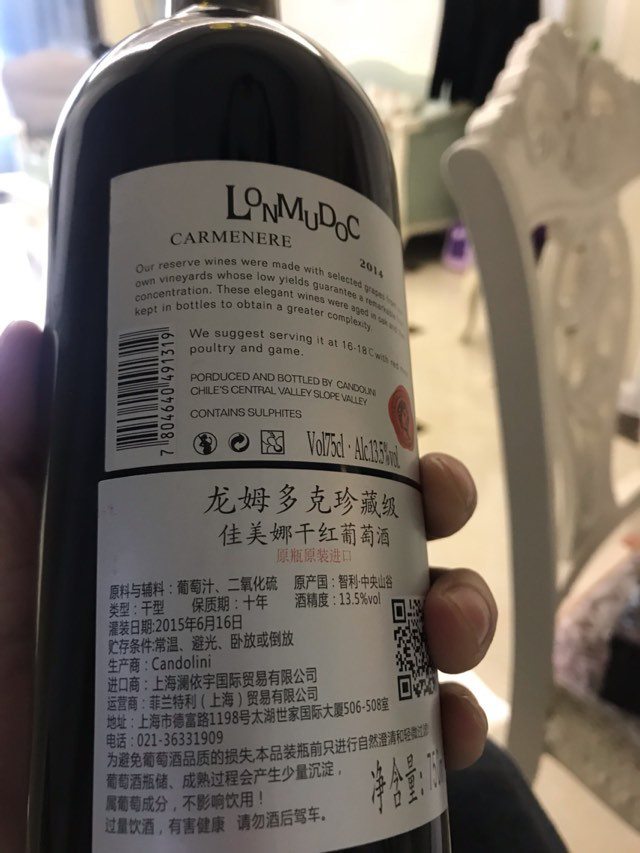 LONMUDOC
CARMENERE
2014
Our reserve wines were made with selected grapes from
own vineyards whose low yields guarantee a remarkable
concentration. These elegant wines were aged in oak and
kept in bottles to obtain a greater complexity.
We suggest serving it at 16-18℃ with red
poultry and game.
PORDUCED AND BOTTLED BY CANDOLINI
CHILE'S CENTRAL VALLEY SLOPE VALLEY
CONTAINS SULPHITES
7 804640 491319
Vol75cl · Alc.13.5%vol.
龙姆多克珍藏级
佳美娜干红葡萄酒
原瓶原装进口
原料与辅料：葡萄汁、二氧化硫 原产国：智利·中央山谷
类型：干型 保质期：十年 酒精度：13.5%vol
灌装日期:2015年6月16日
贮存条件:常温、避光、卧放或倒放
生产商：Candolini
进口商：上海澜依宇国际贸易有限公司
运营商：菲兰特利（上海）贸易有限公司
地址：上海市德富路1198号太湖世家国际大厦506-508室
电话：021-36331909
为避免葡萄酒品质的损失,本品装瓶前只进行自然澄清和轻微过滤
葡萄酒瓶储、成熟过程会产生少量沉淀，
属葡萄成分，不影响饮用！
过量饮酒，有害健康 请勿酒后驾车。
净含量：